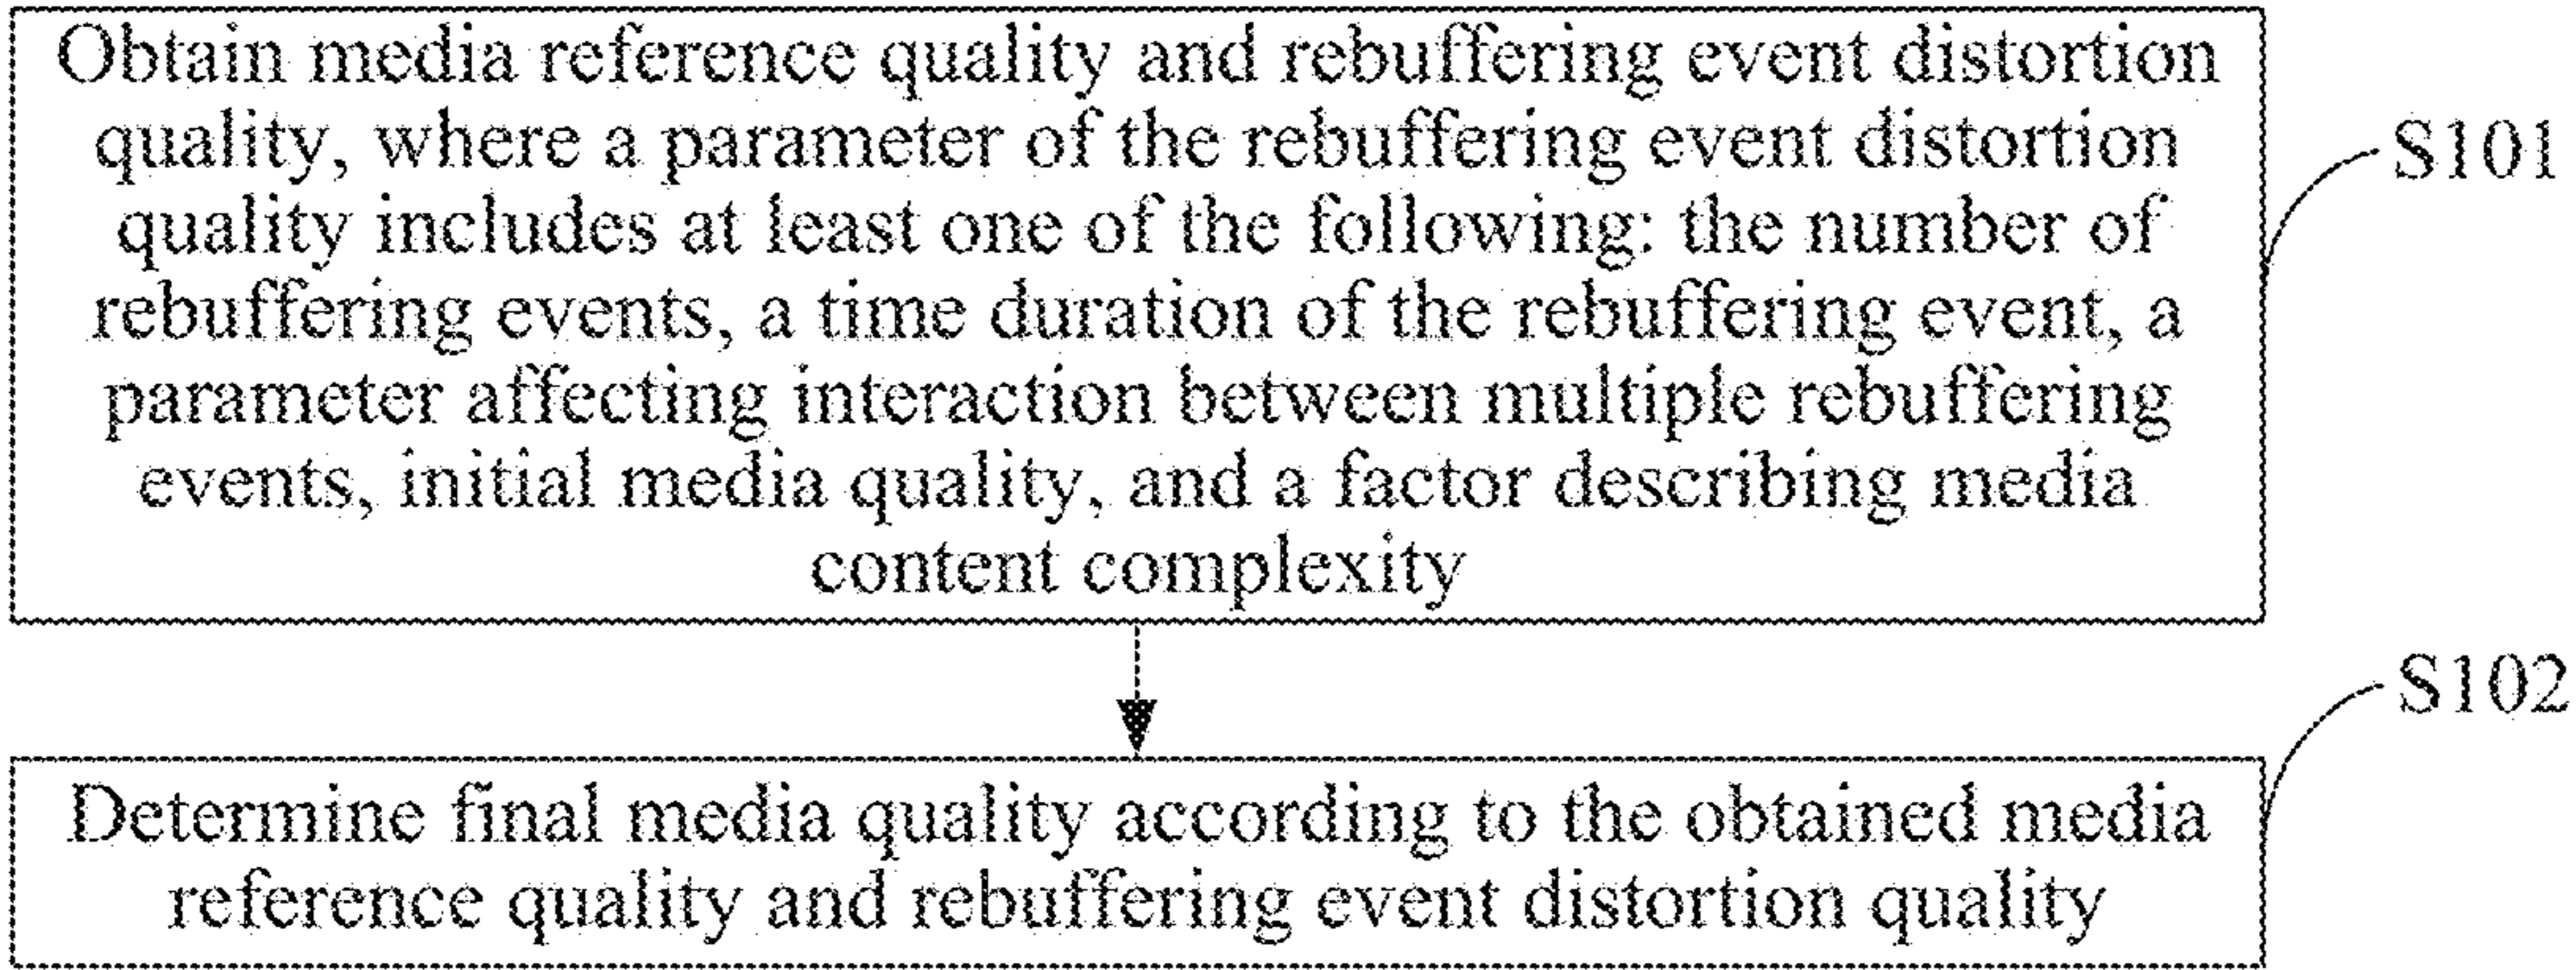 Obtain media reference quality and rebuffering event distortion
quality, where a parameter of the rebuffering event distortion
quality includes at least one of the following: the number of
rebuffering events, a time duration of the rebuffering event, a
parameter affecting interaction between multiple rebuffering
events, initial media quality, and a factor describing media
content complexity
S101
S102
Determine final media quality according to the obtained media
reference quality and rebuffering event distortion quality